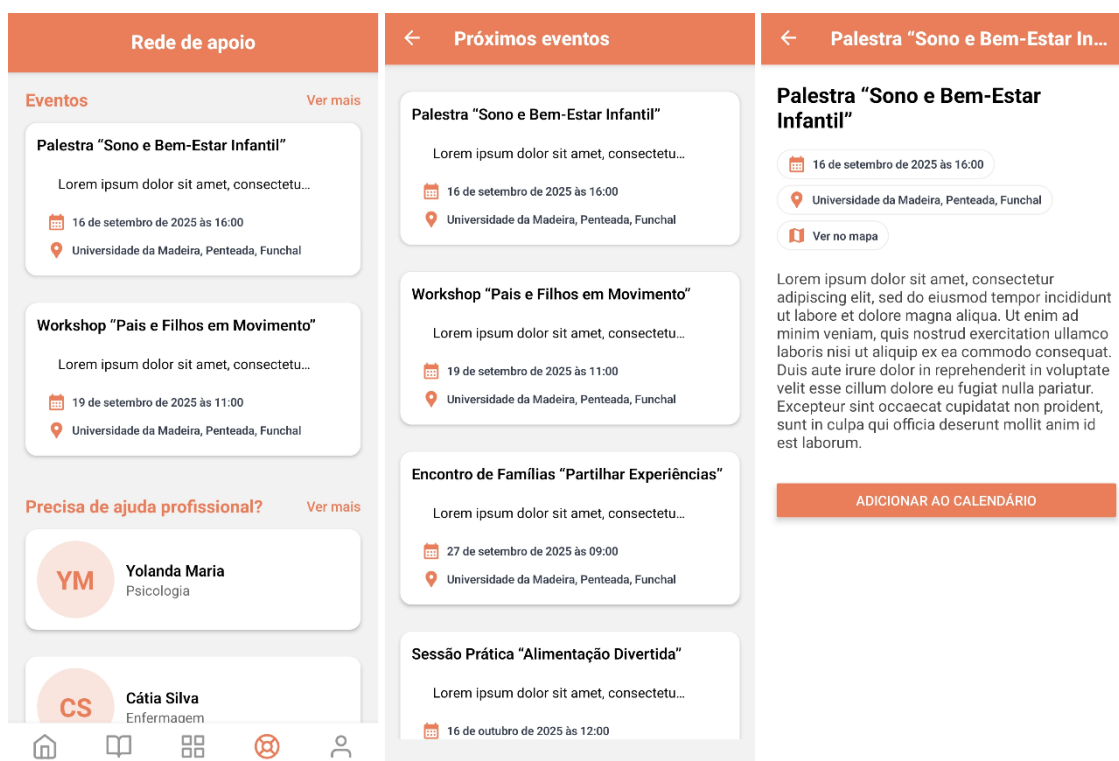 Rede de apoio
Eventos
Ver mais
Palestra “Sono e Bem-Estar Infantil”
Lorem ipsum dolor sit amet, consectetu...
16 de setembro de 2025 às 16:00
Universidade da Madeira, Penteada, Funchal
Workshop “Pais e Filhos em Movimento”
Lorem ipsum dolor sit amet, consectetu...
19 de setembro de 2025 às 11:00
Universidade da Madeira, Penteada, Funchal
Precisa de ajuda profissional?
Ver mais
YM
Yolanda Maria
Psicologia
CS
Cátia Silva
Enfermagem
Próximos eventos
Palestra “Sono e Bem-Estar Infantil”
Lorem ipsum dolor sit amet, consectetu...
16 de setembro de 2025 às 16:00
Universidade da Madeira, Penteada, Funchal
Workshop “Pais e Filhos em Movimento”
Lorem ipsum dolor sit amet, consectetu...
19 de setembro de 2025 às 11:00
Universidade da Madeira, Penteada, Funchal
Encontro de Famílias “Partilhar Experiências”
Lorem ipsum dolor sit amet, consectetu...
27 de setembro de 2025 às 09:00
Universidade da Madeira, Penteada, Funchal
Sessão Prática “Alimentação Divertida”
Lorem ipsum dolor sit amet, consectetu...
16 de outubro de 2025 às 12:00
Palestra “Sono e Bem-Estar In...
Palestra “Sono e Bem-Estar
Infantil”
16 de setembro de 2025 às 16:00
Universidade da Madeira, Penteada, Funchal
Ver no mapa
Lorem ipsum dolor sit amet, consectetur
adipiscing elit, sed do eiusmod tempor incididunt
ut labore et dolore magna aliqua. Ut enim ad
minim veniam, quis nostrud exercitation ullamco
laboris nisi ut aliquip ex ea commodo consequat.
Duis aute irure dolor in reprehenderit in voluptate
velit esse cillum dolore eu fugiat nulla pariatur.
Excepteur sint occaecat cupidatat non proident,
sunt in culpa qui officia deserunt mollit anim id
est laborum.
ADICIONAR AO CALENDÁRIO